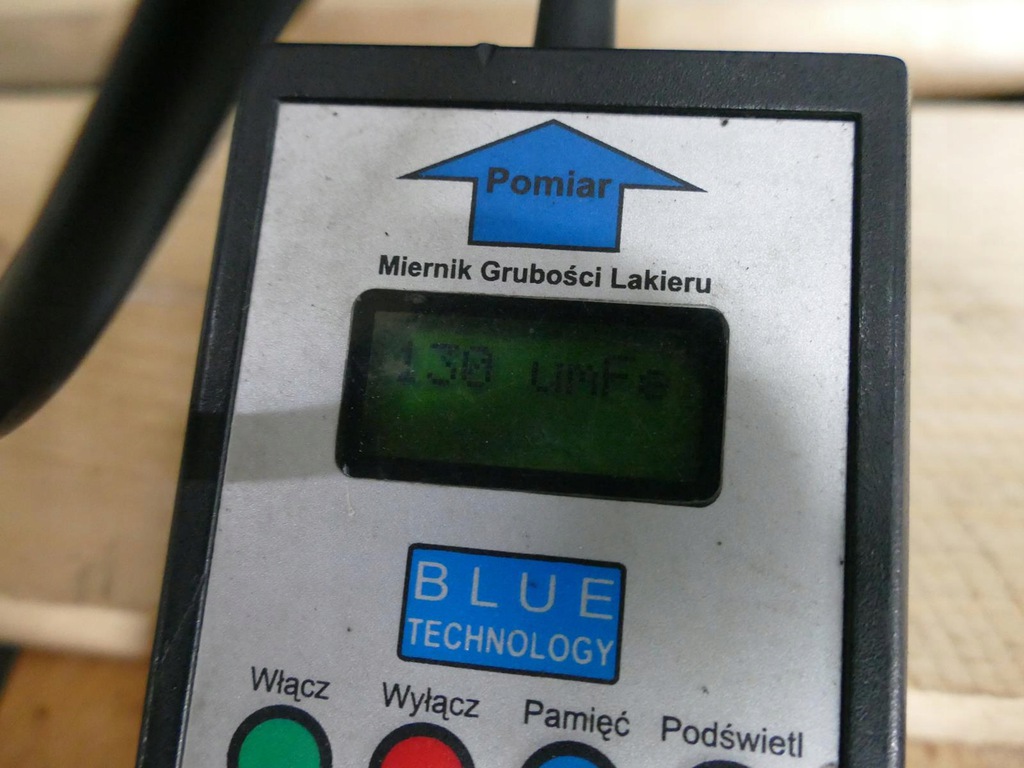 Pomiar
Miernik Grubości Lakieru
130 umFe
BLUE
TECHNOLOGY
Włącz Wyłącz Pamięć Podświetl